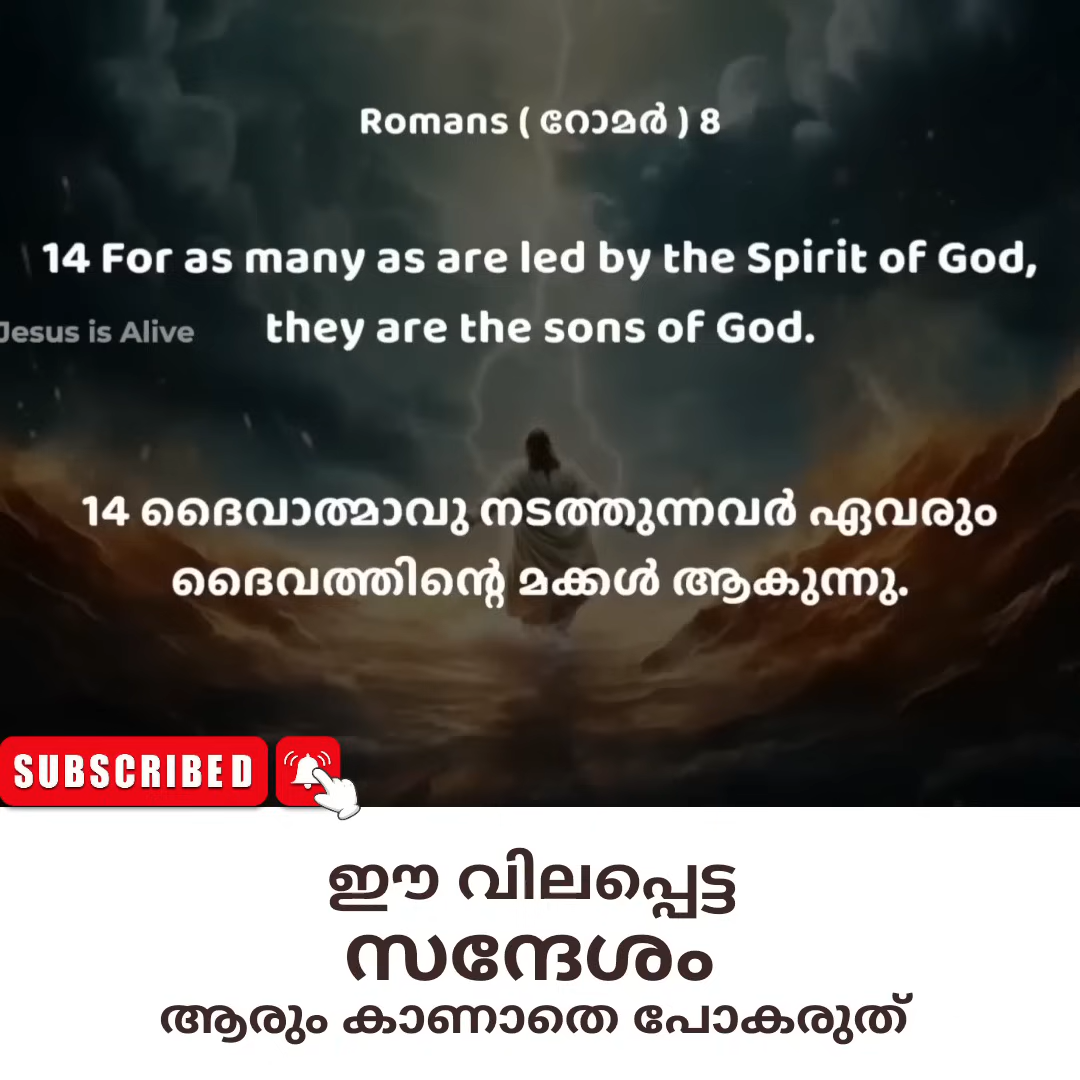 Romans ( റോമർ ) 8
14 For as many as are led by the Spirit of God,
they are the sons of God.
Jesus is Alive
14 ദൈവാത്മാവു നടത്തുന്നവർ ഏവരും
ദൈവത്തിന്റെ മക്കൾ ആകുന്നു.
SUBSCRIBED
ഈ വിലപ്പെട്ട
സന്ദേശം
ആരും കാണാതെ പോകരുത്